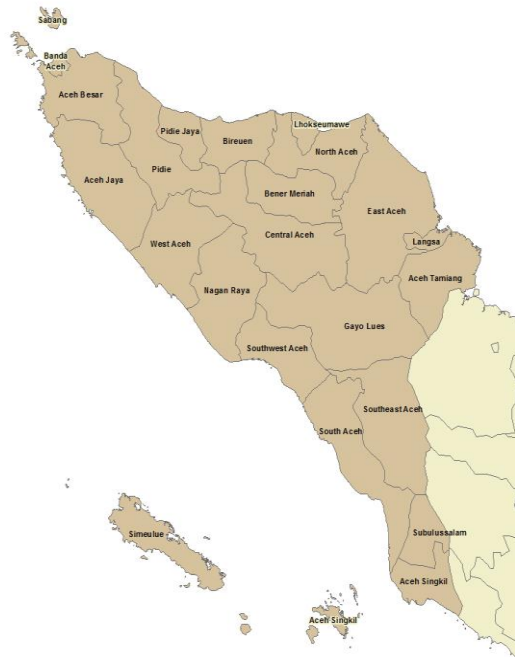 Sabang
Banda
Aceh
Aceh Besar
Lhokseumawe
Pidie Jaya
Bireuen
North Aceh
Pidie
Aceh Jaya
Bener Meriah
East Aceh
West Aceh
Central Aceh
Langsa
Aceh Tamiang
Nagan Raya
Gayo Lues
Southwest Aceh
Southeast Aceh
South Aceh
Subulussalam
Simeulue
Aceh Singkil
Aceh Singkil